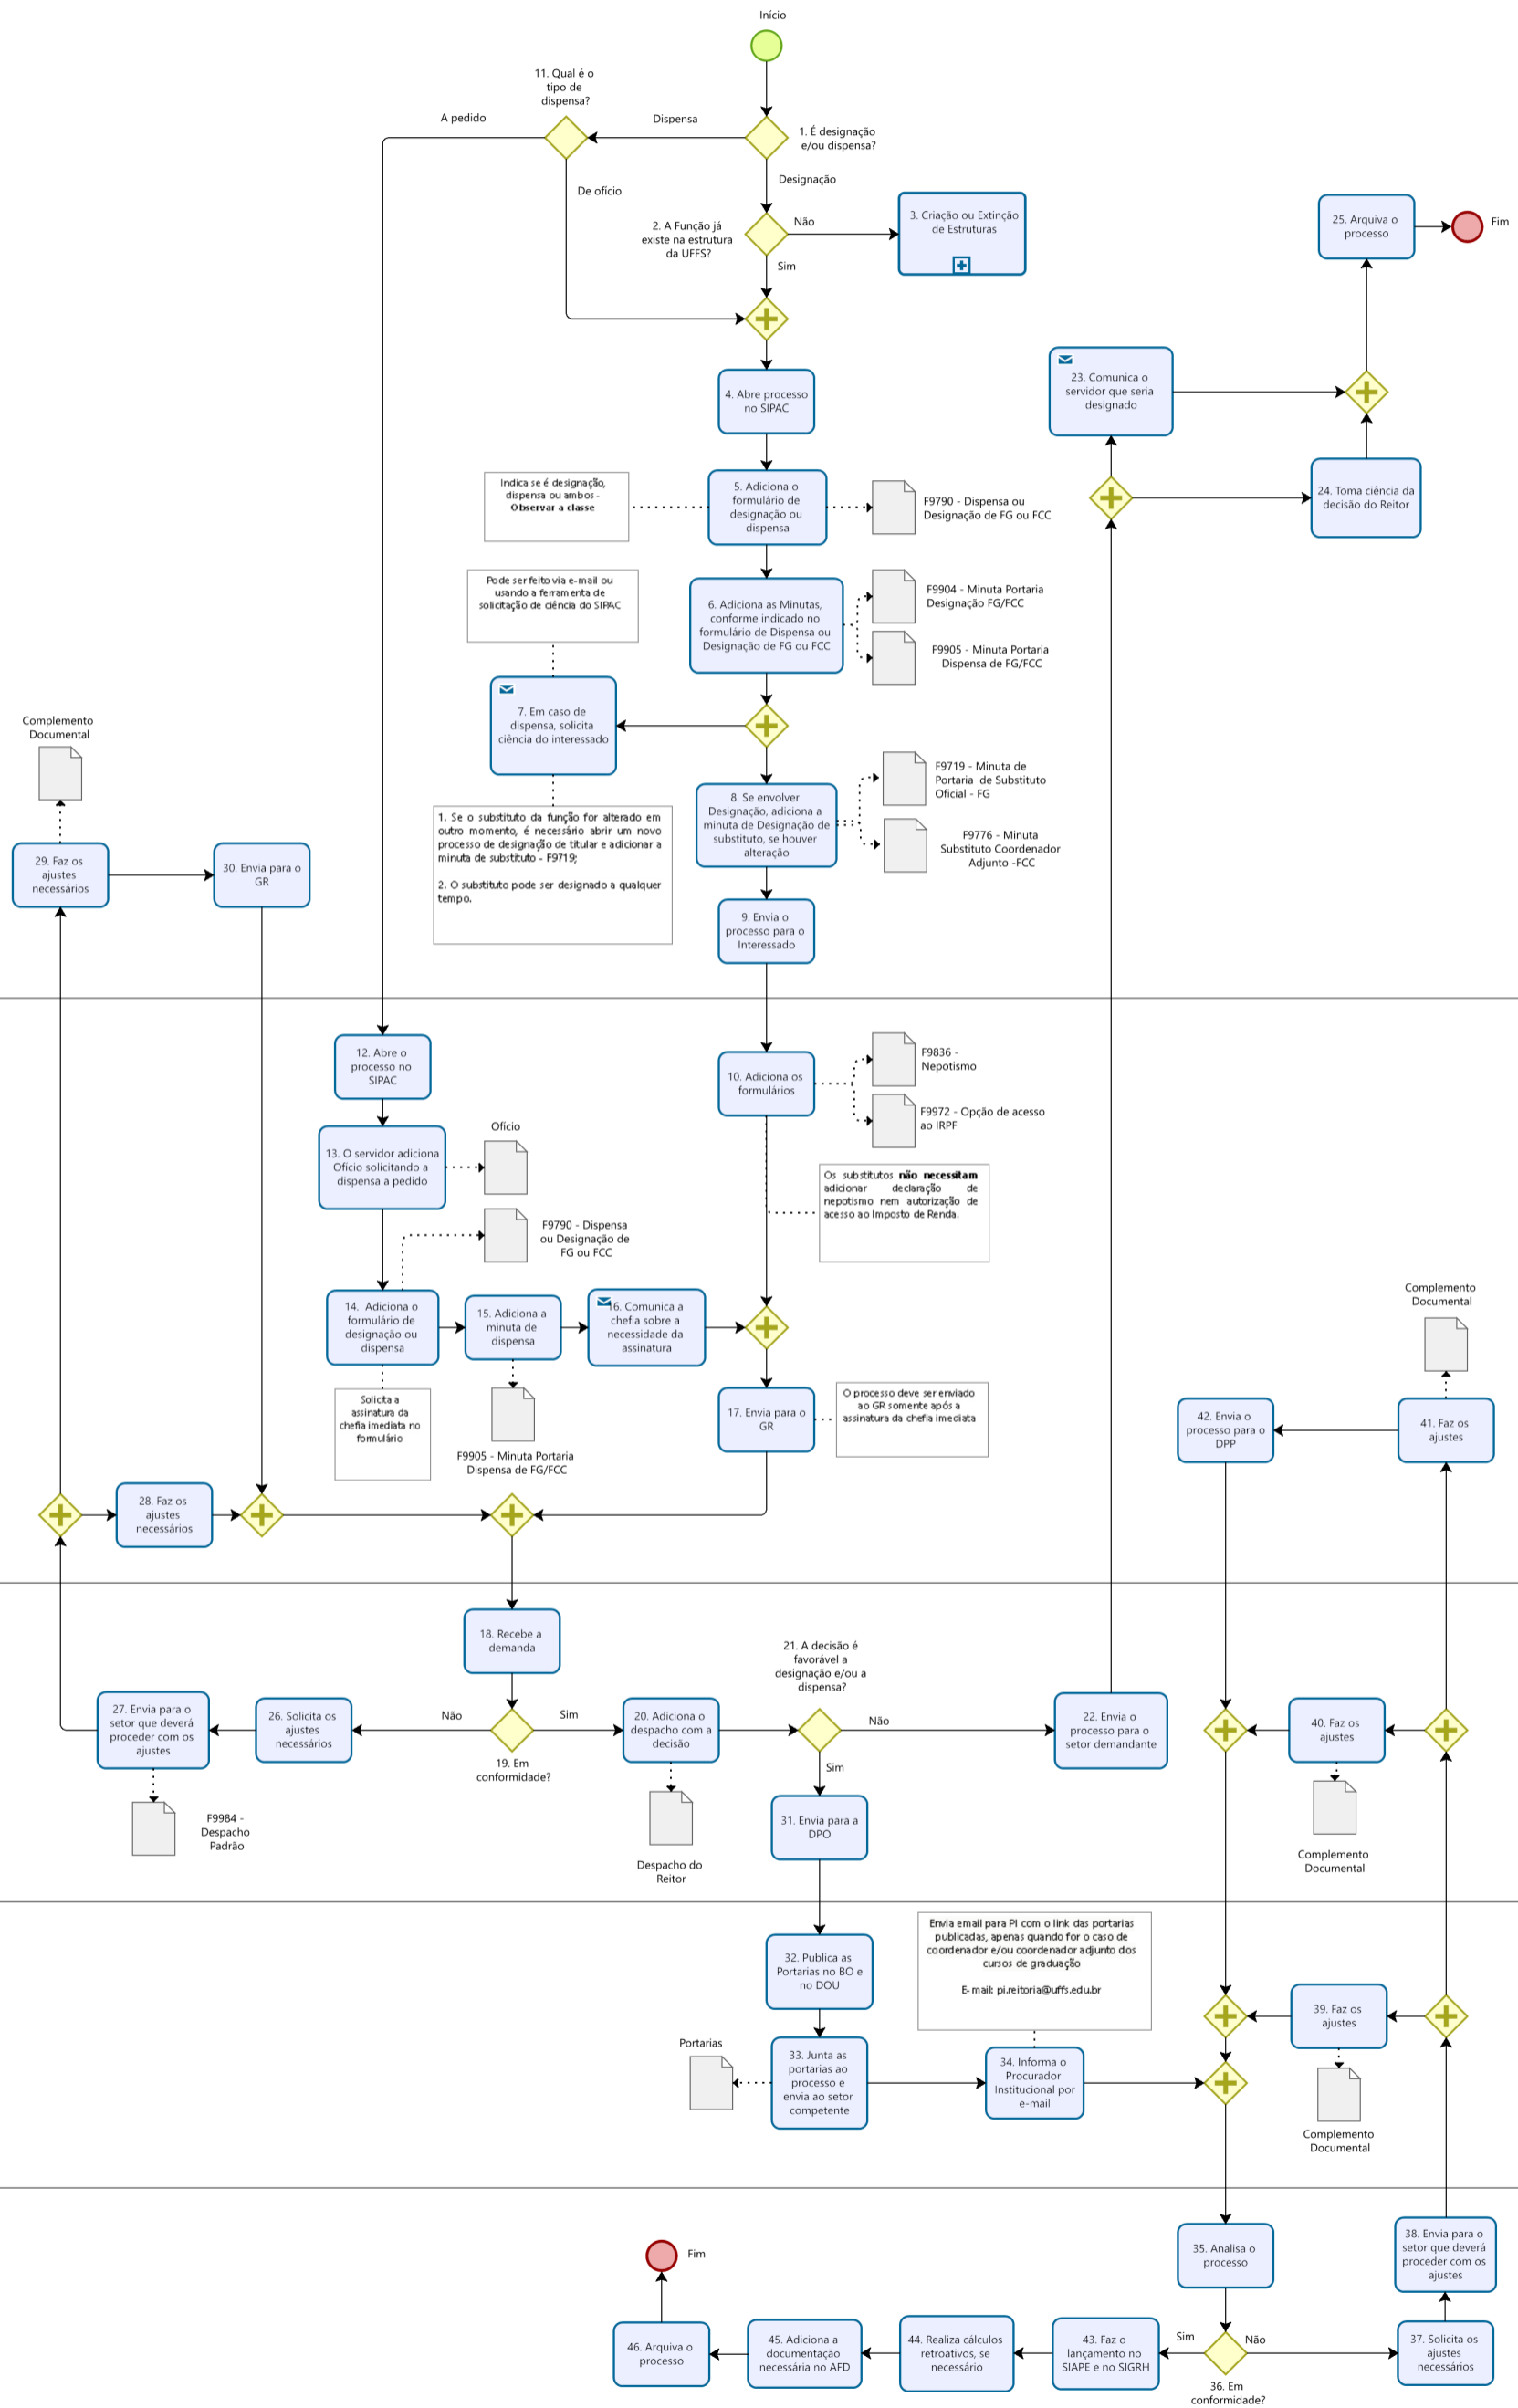 Início
11. Qual é o
tipo de
dispensa?
A pedido
Dispensa
1. É designação
e/ou dispensa?
De ofício
Designação
2. A Função já
existe na estrutura
da UFFS?
Não
3. Criação ou Extinção
de Estruturas
Sim
25. Arquiva o
processo
Fim
4. Abre processo
no SIPAC
23. Comunica o
servidor que seria
designado
Indica se é designação,
dispensa ou ambos -
Observar a classe
5. Adiciona o
formulário de
designação ou
dispensa
F9790 - Dispensa ou
Designação de FG ou FCC
24. Toma ciência da
decisão do Reitor
Pode ser feito via e-mail ou
usando a ferramenta de
solicitação de ciência do SIPAC
6. Adiciona as Minutas,
conforme indicado no
formulário de Dispensa ou
Designação de FG ou FCC
F9904 - Minuta Portaria
Designação FG/FCC
F9905 - Minuta Portaria
Dispensa de FG/FCC
7. Em caso de
dispensa, solicita
ciência do interessado
Complemento
Documental
8. Se envolver
Designação, adiciona a
minuta de Designação de
substituto, se houver
alteração
F9719 - Minuta de
Portaria de Substituto
Oficial - FG
F9776 - Minuta
Substituto Coordenador
Adjunto -FCC
1. Se o substituto da função for alterado em
outro momento, é necessário abrir um novo
processo de designação de titular e adicionar a
minuta de substituto - F9719;
2. O substituto pode ser designado a qualquer
tempo.
29. Faz os
ajustes
necessários
30. Envia para o
GR
9. Envia o
processo para o
Interessado
12. Abre o
processo no
SIPAC
10. Adiciona os
formulários
F9836 -
Nepotismo
F9972 - Opção de acesso
ao IRPF
13. O servidor adiciona
Ofício solicitando a
dispensa a pedido
Ofício
Os substitutos não necessitam
adicionar declaração de
nepotismo nem autorização de
acesso ao Imposto de Renda.
F9790 - Dispensa
ou Designação de
FG ou FCC
14. Adiciona o
formulário de
designação ou
dispensa
15. Adiciona a
minuta de
dispensa
16. Comunica a
chefia sobre a
necessidade da
assinatura
Complemento
Documental
Solicita a
assinatura da
chefia imediata no
formulário
F9905 - Minuta Portaria
Dispensa de FG/FCC
17. Envia para o
GR
O processo deve ser enviado
ao GR somente após a
assinatura da chefia imediata
42. Envia o
processo para o
DPP
41. Faz os
ajustes
28. Faz os
ajustes
necessários
18. Recebe a
demanda
21. A decisão é
favorável a
designação e/ou a
dispensa?
27. Envia para o
setor que deverá
proceder com os
ajustes
26. Solicita os
ajustes
necessários
Não
Sim
19. Em
conformidade?
20. Adiciona o
despacho com a
decisão
Não
22. Envia o
processo para o
setor demandante
40. Faz os
ajustes
Sim
F9984 -
Despacho
Padrão
Despacho do
Reitor
31. Envia para a
DPO
Complemento
Documental
32. Publica as
Portarias no BO e
no DOU
Envia email para PI com o link das portarias
publicadas, apenas quando for o caso de
coordenador e/ou coordenador adjunto dos
cursos de graduação
E-mail: pi.reitoria@uffs.edu.br
39. Faz os
ajustes
Portarias
33. Junta as
portarias ao
processo e
envia ao setor
competente
34. Informa o
Procurador
Institucional por
e-mail
Complemento
Documental
35. Analisa o
processo
38. Envia para o
setor que deverá
proceder com os
ajustes
Fim
46. Arquiva o
processo
45. Adiciona a
documentação
necessária no AFD
44. Realiza cálculos
retroativos, se
necessário
43. Faz o
lançamento no
SIAPE e no SIGRH
Sim
Não
36. Em
conformidade?
37. Solicita os
ajustes
necessários